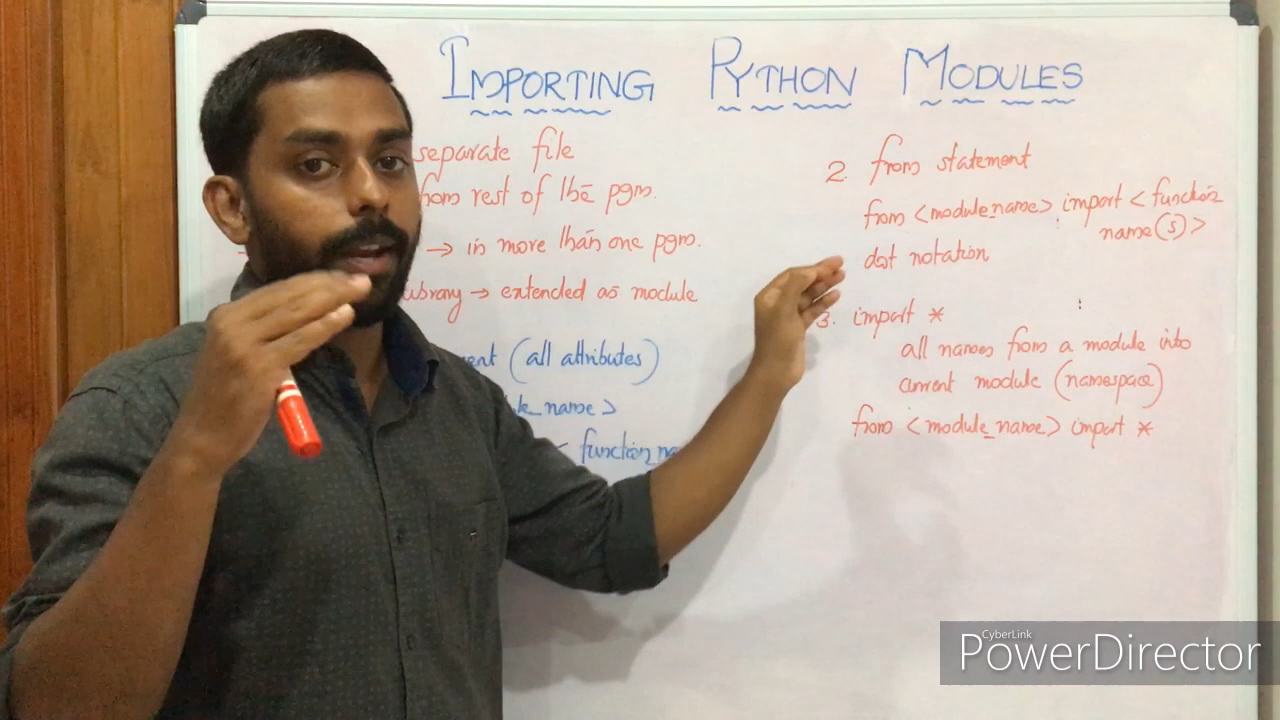 IMPORTING PYTHON MODULES
separate file
from rest of the pgm.
→ in more than one pgm.
library → extended as module
(all attributes)
name >
function
2. from statement
from <module_name> import < function
name(s) >
dot notation
3. import *
all names from a module into
current module (namespace)
from <module_name> import *
CyberLink
PowerDirector